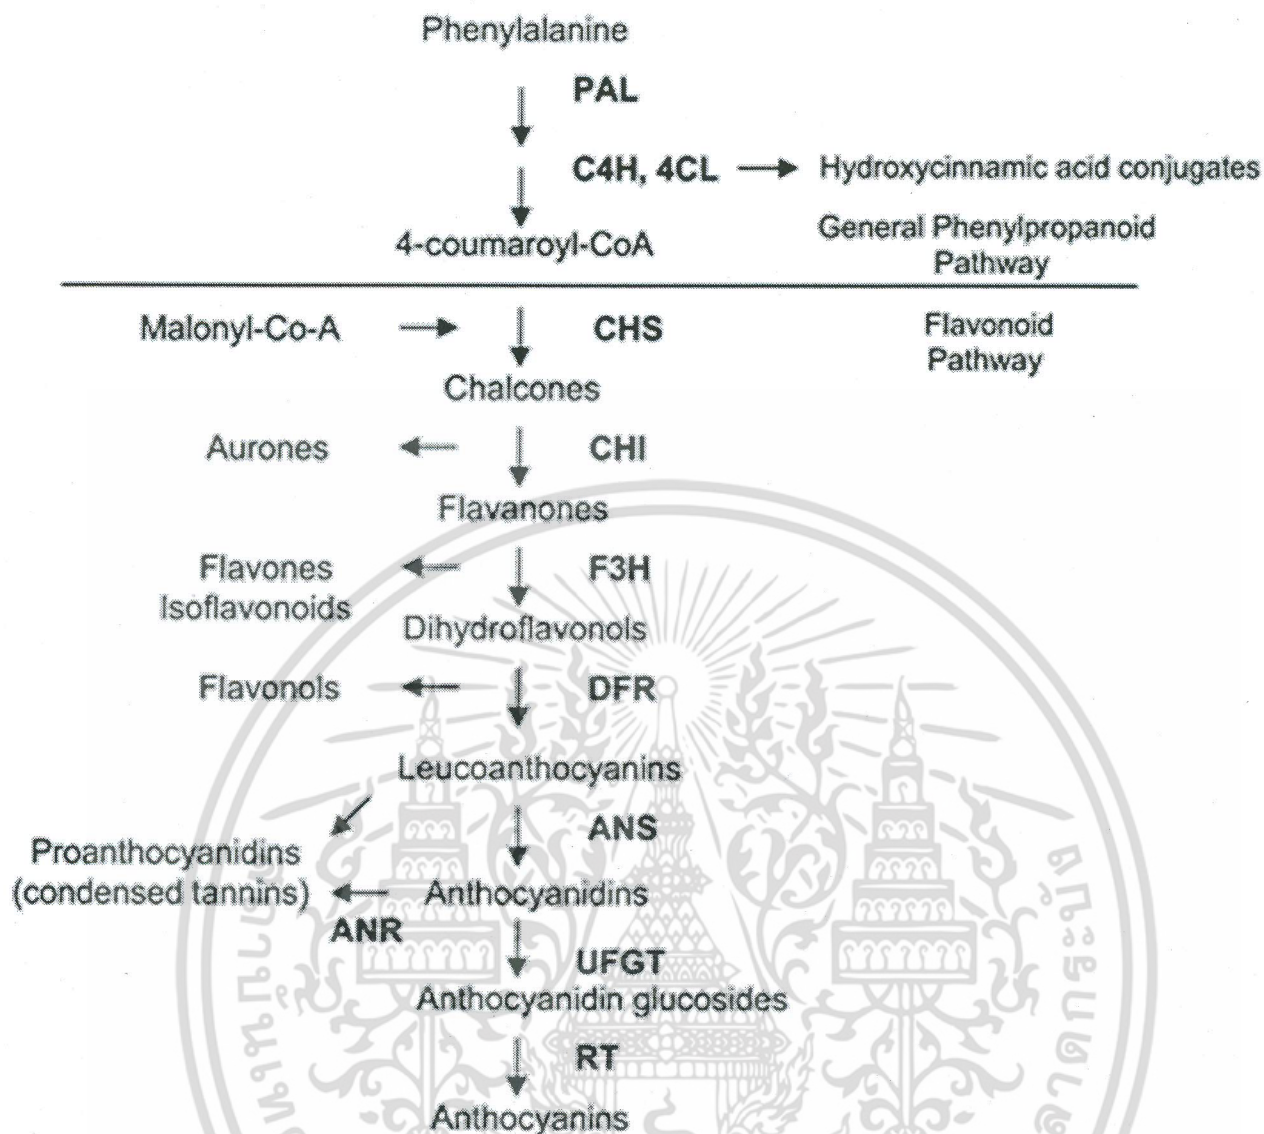 Phenylalanine
PAL
C4H, 4CL
Hydroxycinnamic acid conjugates
4-coumaroyl-CoA
General Phenylpropanoid
Pathway
Malonyl-Co-A
CHS
Flavonoid
Pathway
Chalcones
Aurones
CHI
Flavanones
Flavones
Isoflavonoids
F3H
Dihydroflavonols
Flavonols
DFR
Leucoanthocyanins
ANS
Proanthocyanidins
(condensed tannins)
Anthocyanidins
ANR
UFGT
Anthocyanidin glucosides
RT
Anthocyanins